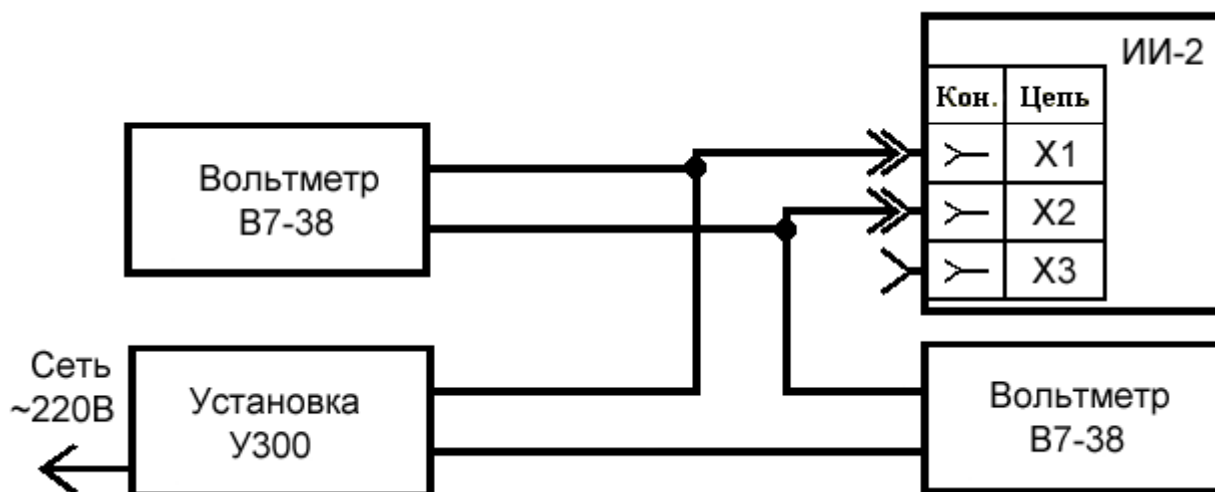 ИИ-2
Кон. Цепь
X1
X2
X3
Вольтметр
В7-38
Сеть
~220В
Установка
У300
Вольтметр
В7-38